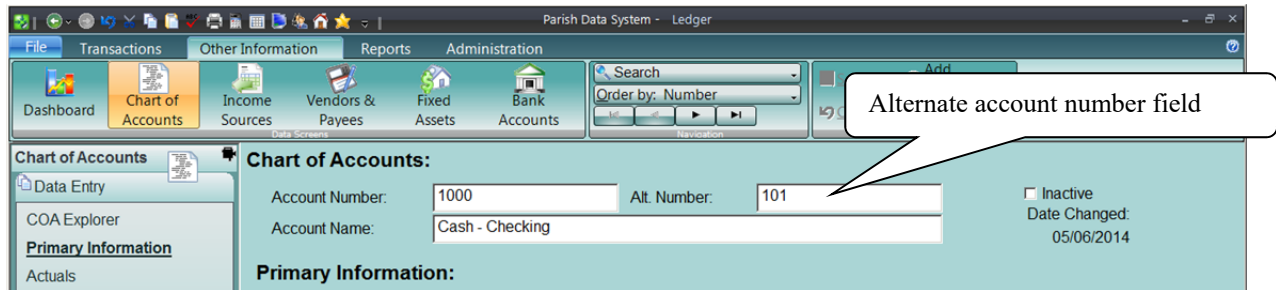 Parish Data System - Ledger
File Transactions Other Information Reports Administration
Dashboard
Chart of Accounts
Income Sources
Vendors & Payees
Fixed Assets
Bank Accounts
Data Screens
Search
Order by: Number
Navigation
Add
Alternate account number field
Chart of Accounts
Data Entry
COA Explorer
Primary Information
Actuals
Chart of Accounts:
Account Number: 1000 Alt. Number: 101
Account Name: Cash - Checking
Inactive
Date Changed:
05/06/2014
Primary Information: